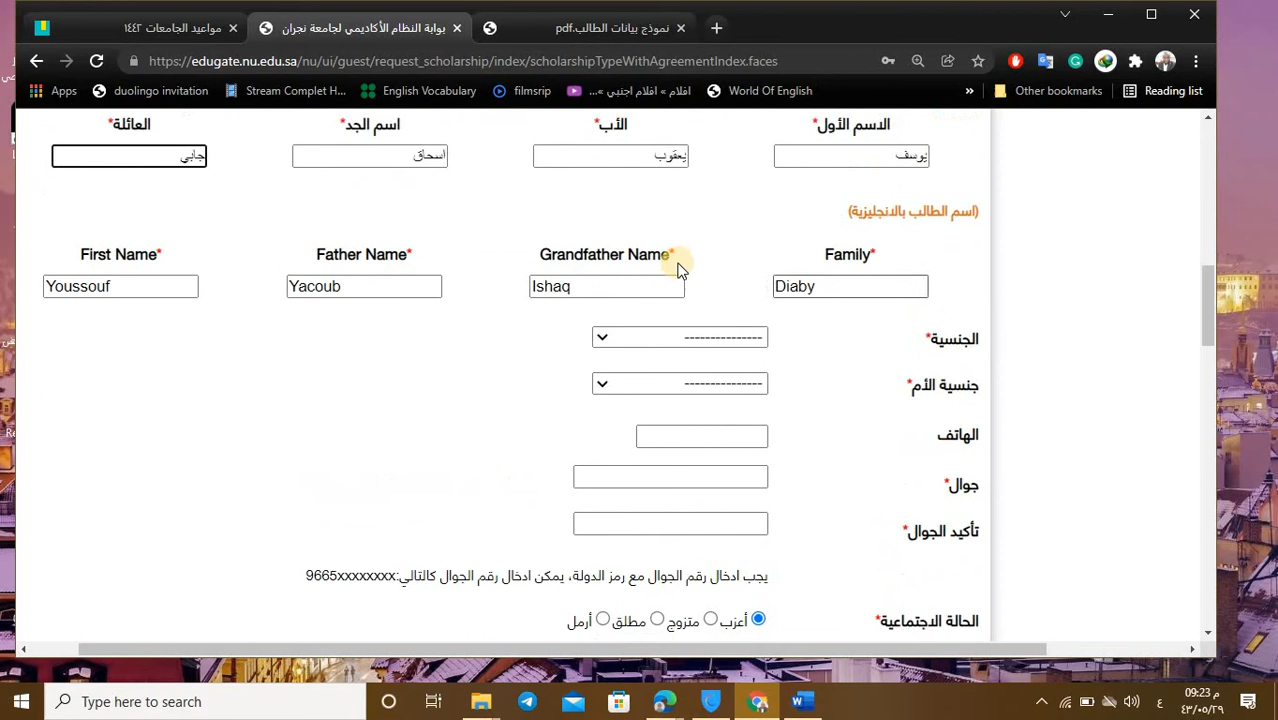 مواعيد الجامعات ١٤٤٢
بوابة النظام الأكاديمي لجامعة نجران
نموذج بيانات الطالب.pdf
https://edugate.nu.edu.sa/nu/ui/guest/request_scholarship/index/scholarshipTypeWithAgreementIndex.faces
Apps
duolingo invitation
Stream Complet H...
English Vocabulary
filmsrip
افلام » افلام اجنبي »...
World Of English
»
Other bookmarks
Reading list
الاسم الأول*
الأب*
اسم الجد*
العائلة*
يوسف
يعقوب
اسحاق
جابي
(اسم الطالب بالانجليزية)
First Name*
Father Name*
Grandfather Name*
Family*
Youssouf
Yacoub
Ishaq
Diaby
الجنسية*
---------------
جنسية الأم*
---------------
الهاتف
جوال*
تأكيد الجوال*
يجب ادخال رقم الجوال مع رمز الدولة، يمكن ادخال رقم الجوال كالتالي:9665xxxxxxxx
الحالة الاجتماعية*
أعزب
متزوج
مطلق
أرمل
Type here to search
ع
م 09:23
٤٣/٠٥/٢٩